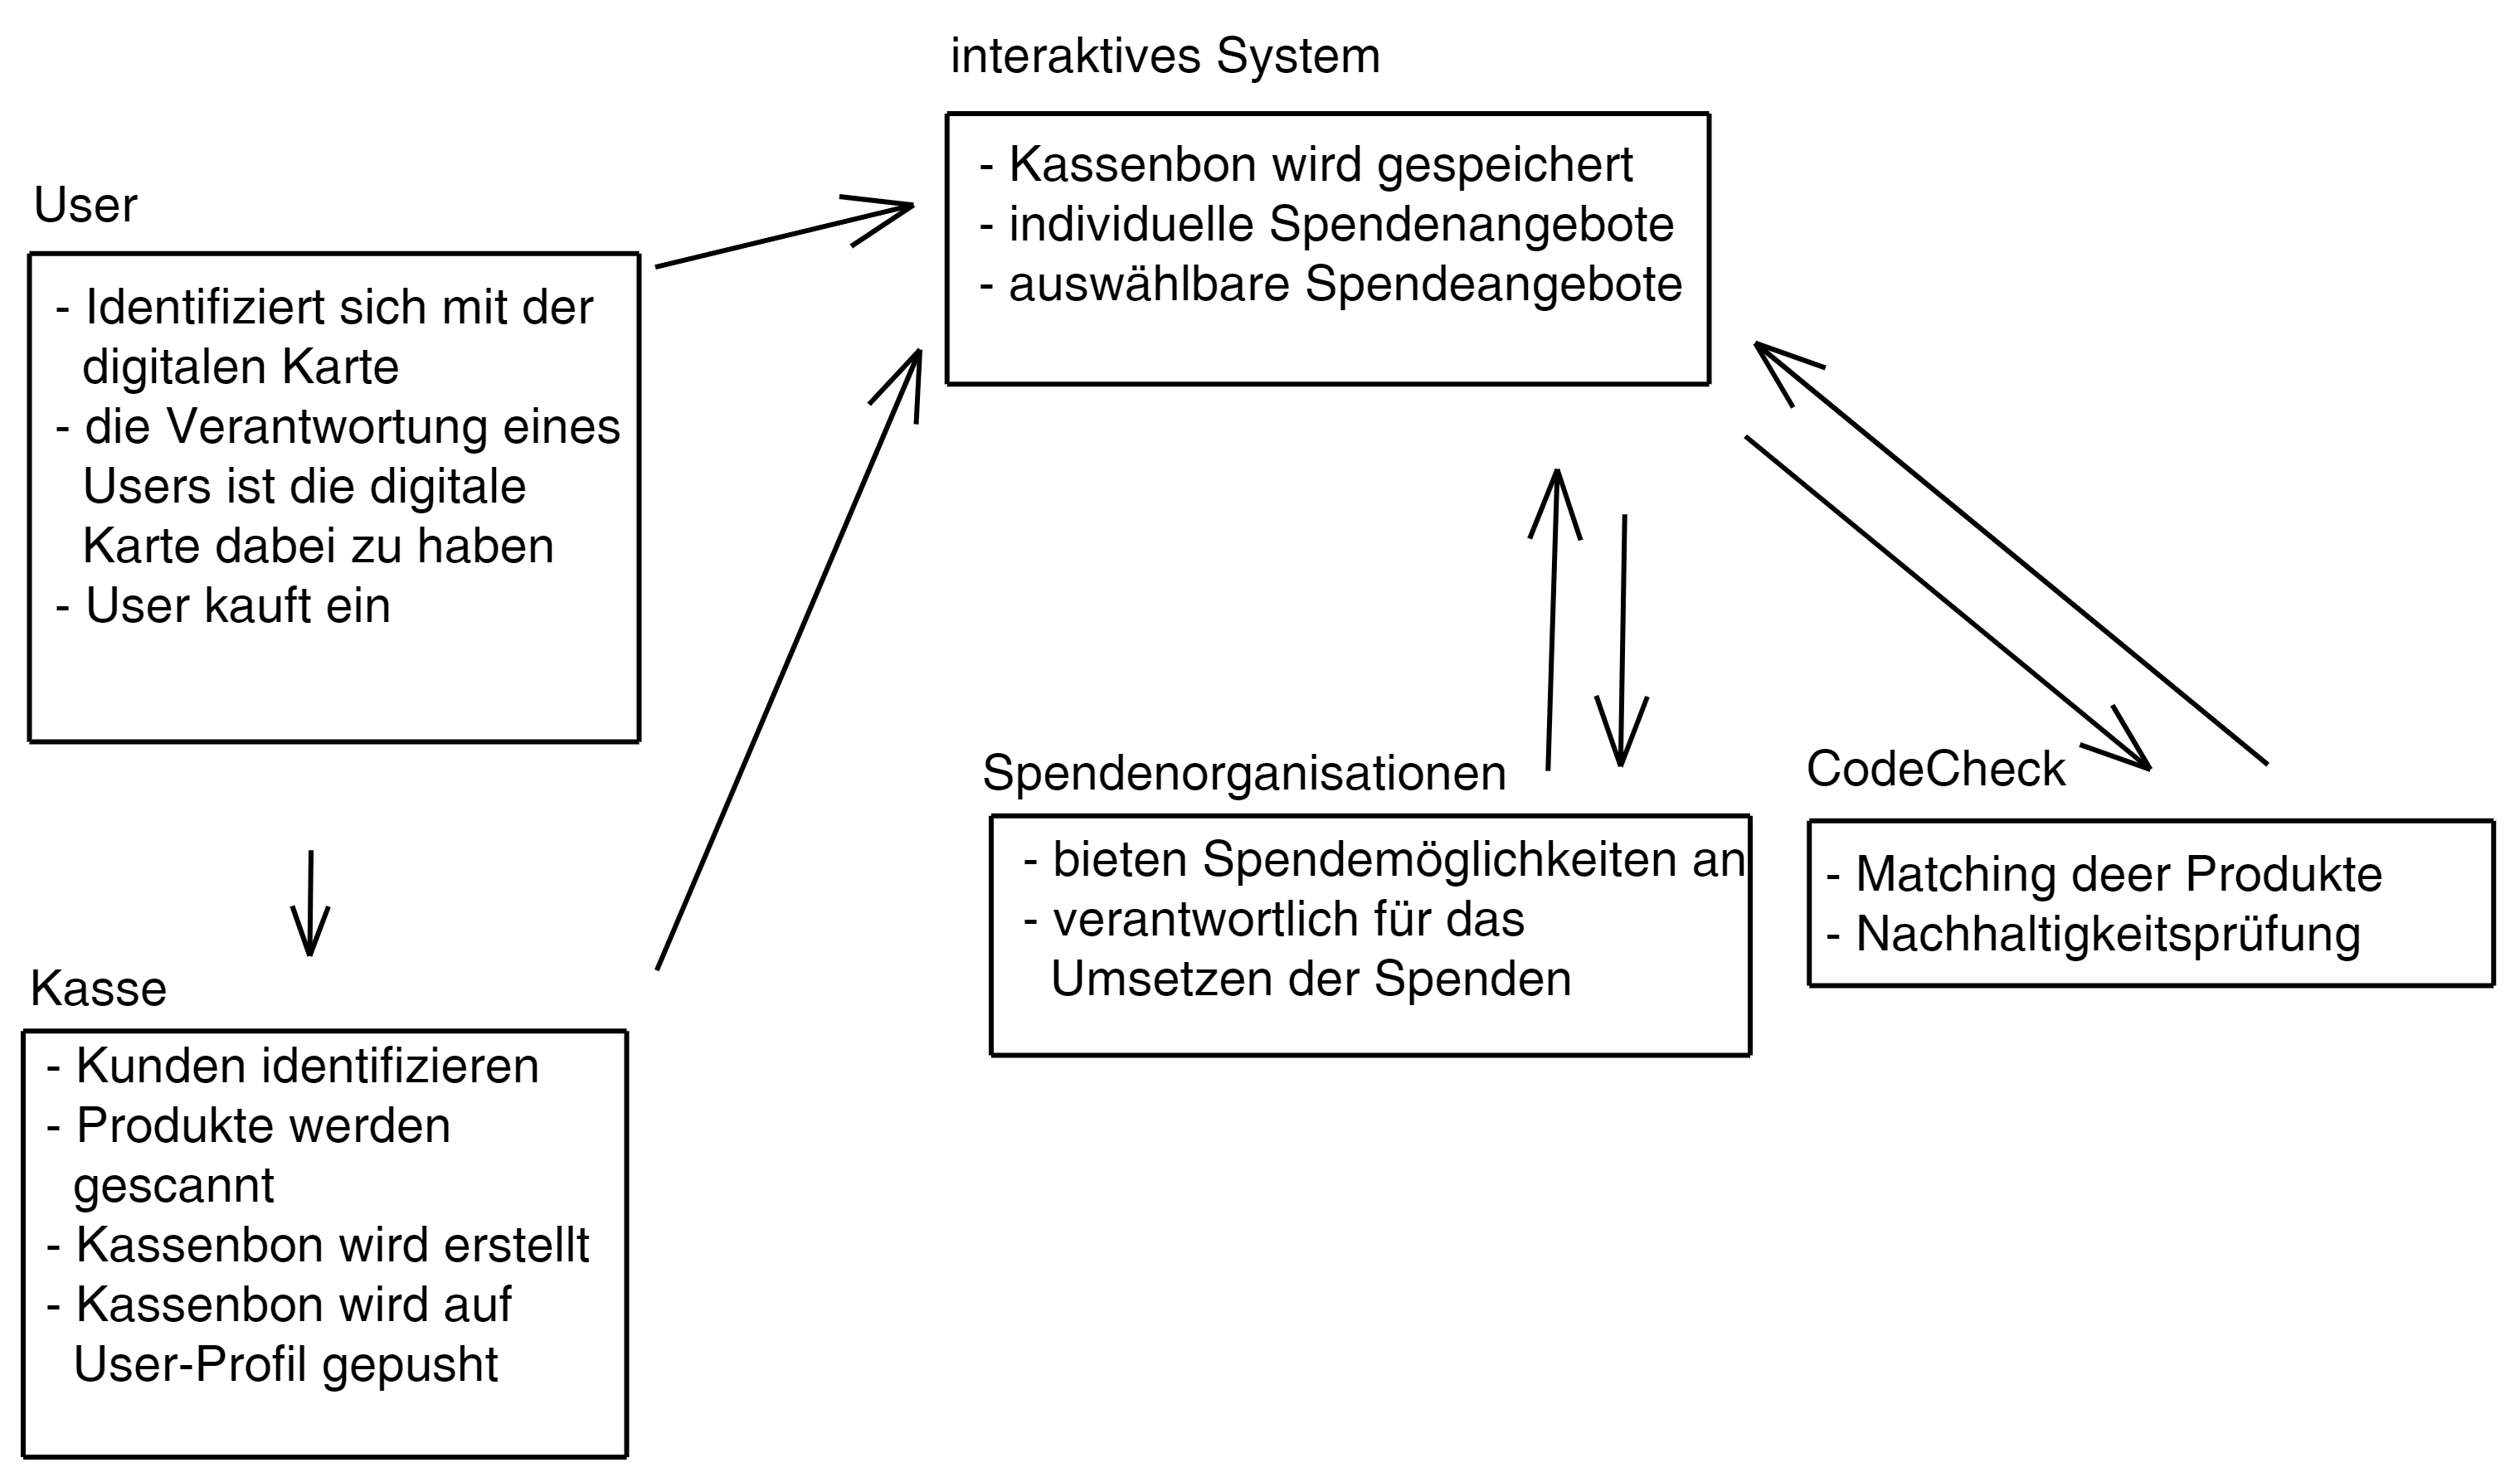 interaktives System
- Kassenbon wird gespeichert
- individuelle Spendenangebote
- auswählbare Spendeangebote
User
- Identifiziert sich mit der
digitalen Karte
- die Verantwortung eines
Users ist die digitale
Karte dabei zu haben
- User kauft ein
Spendenorganisationen
- bieten Spendemöglichkeiten an
- verantwortlich für das
Umsetzen der Spenden
CodeCheck
- Matching deer Produkte
- Nachhaltigkeitsprüfung
Kasse
- Kunden identifizieren
- Produkte werden
gescannt
- Kassenbon wird erstellt
- Kassenbon wird auf
User-Profil gepusht